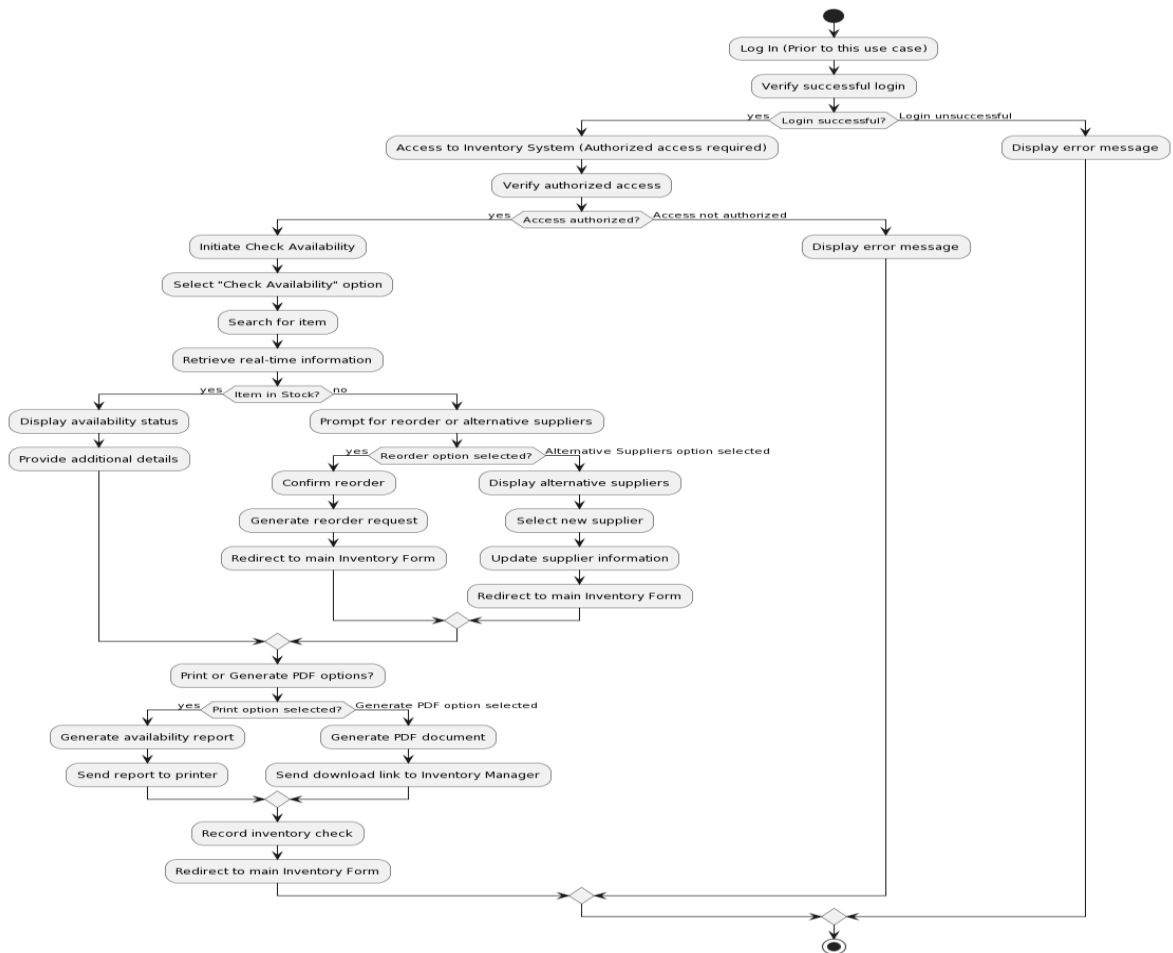 Log In (Prior to this use case)
Verify successful login
yes
Login successful?
Login unsuccessful
Access to Inventory System (Authorized access required)
Display error message
Verify authorized access
yes
Access authorized?
Access not authorized
Initiate Check Availability
Display error message
Select "Check Availability" option
Search for item
Retrieve real-time information
yes
Item in Stock?
no
Display availability status
Prompt for reorder or alternative suppliers
Provide additional details
yes
Reorder option selected?
Alternative Suppliers option selected
Confirm reorder
Display alternative suppliers
Generate reorder request
Select new supplier
Redirect to main Inventory Form
Update supplier information
Redirect to main Inventory Form
Print or Generate PDF options?
yes
Print option selected?
Generate PDF option selected
Generate availability report
Generate PDF document
Send report to printer
Send download link to Inventory Manager
Record inventory check
Redirect to main Inventory Form